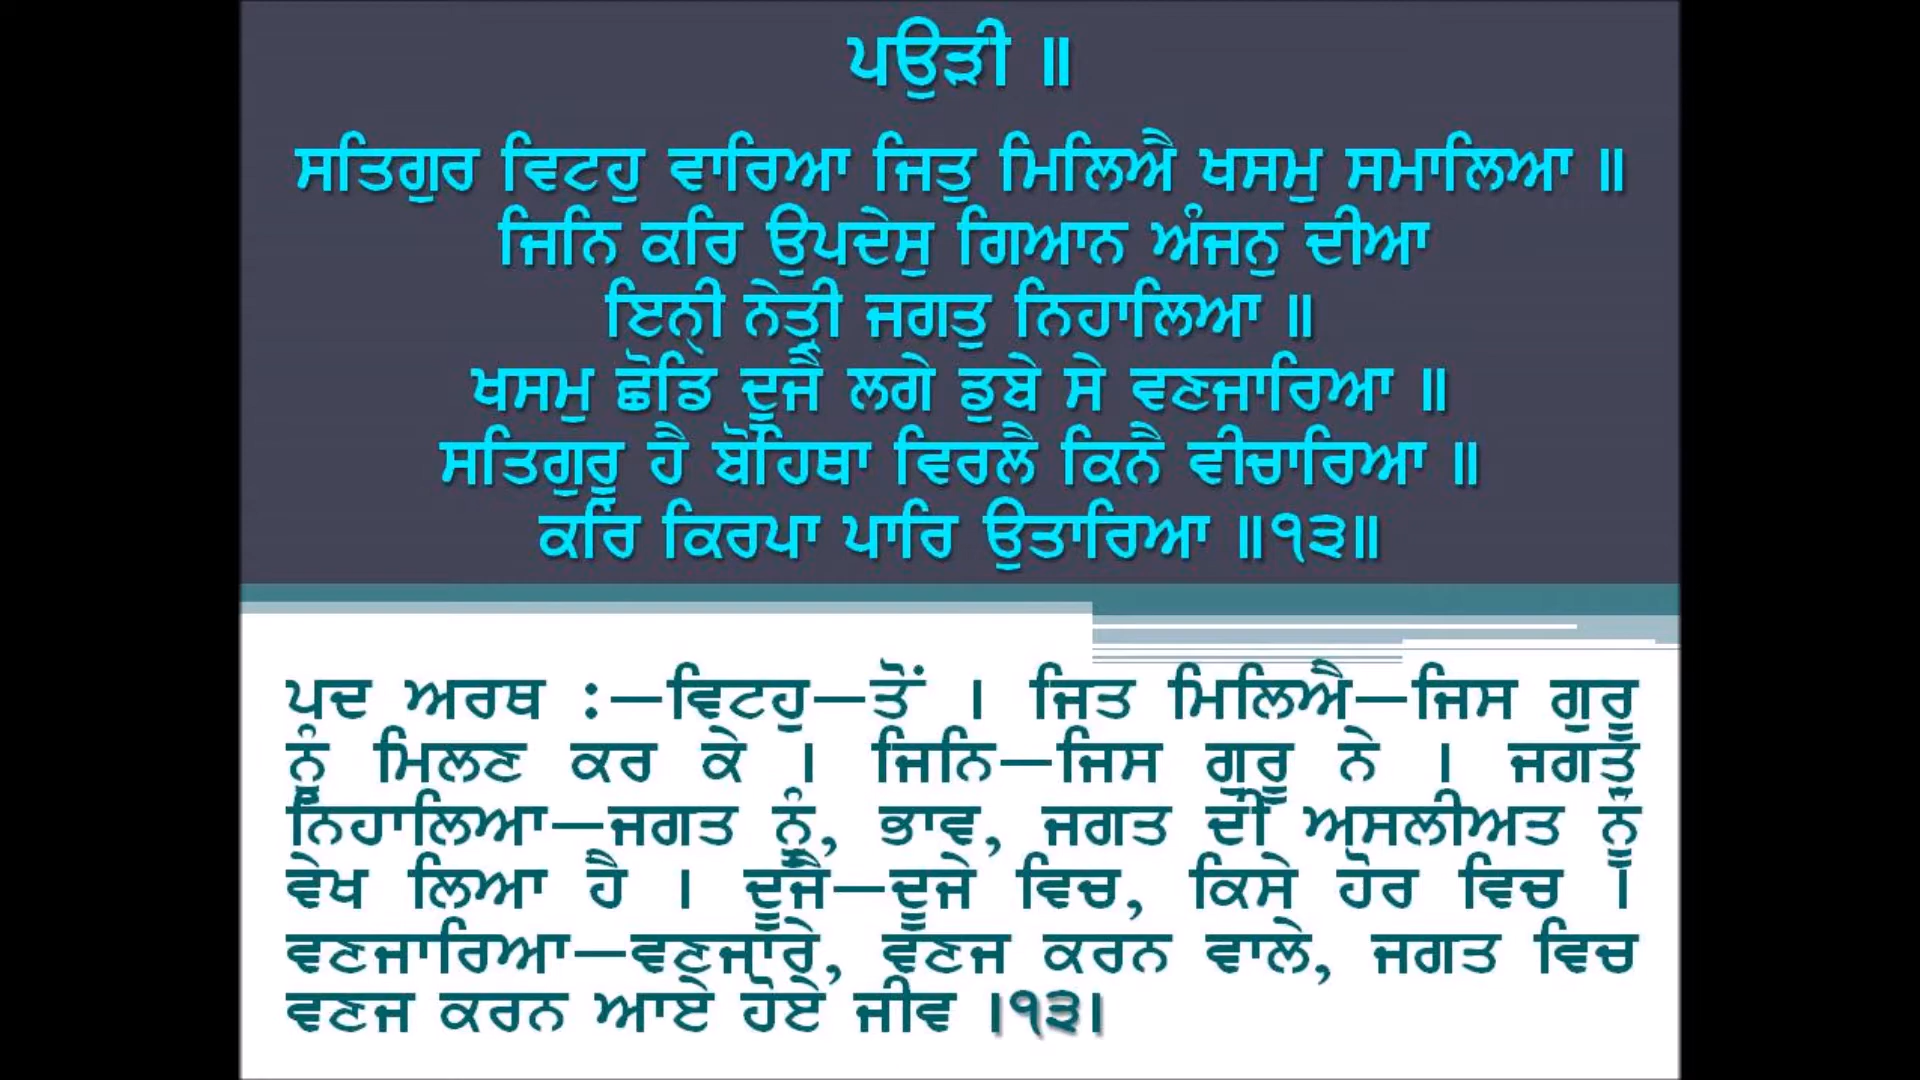 ਪਉੜੀ ॥
ਸਤਿਗੁਰ ਵਿਟਹੁ ਵਾਰਿਆ ਜਿਤੁ ਮਿਲਿਐ ਖਸਮੁ ਸਮਾਲਿਆ ॥
ਜਿਨਿ ਕਰਿ ਉਪਦੇਸੁ ਗਿਆਨ ਅੰਜਨੁ ਦੀਆ
ਇਨ੍ਹੀ ਨੇਤ੍ਰੀ ਜਗਤੁ ਨਿਹਾਲਿਆ ॥
ਖਸਮੁ ਛੋਡਿ ਦੂਜੈ ਲਗੇ ਡੁਬੇ ਸੇ ਵਣਜਾਰਿਆ ॥
ਸਤਿਗੁਰੂ ਹੈ ਬੋਹਿਥਾ ਵਿਰਲੈ ਕਿਨੈ ਵੀਚਾਰਿਆ ॥
ਕਰਿ ਕਿਰਪਾ ਪਾਰਿ ਉਤਾਰਿਆ ॥੧੩॥
ਪਦ ਅਰਥ :—ਵਿਟਹੁ—ਤੋਂ । ਜਿਤ ਮਿਲਿਐ—ਜਿਸ ਗੁਰੂ
ਨੂੰ ਮਿਲਣ ਕਰ ਕੇ । ਜਿਨਿ—ਜਿਸ ਗੁਰੂ ਨੇ । ਜਗਤੁ
ਨਿਹਾਲਿਆ—ਜਗਤ ਨੂੰ, ਭਾਵ, ਜਗਤ ਦੀ ਅਸਲੀਅਤ ਨੂੰ
ਵੇਖ ਲਿਆ ਹੈ । ਦੂਜੈ—ਦੂਜੇ ਵਿਚ, ਕਿਸੇ ਹੋਰ ਵਿਚ ।
ਵਣਜਾਰਿਆ—ਵਣਜਾਰੇ, ਵਣਜ ਕਰਨ ਵਾਲੇ, ਜਗਤ ਵਿਚ
ਵਣਜ ਕਰਨ ਆਏ ਹੋਏ ਜੀਵ ।੧੩।